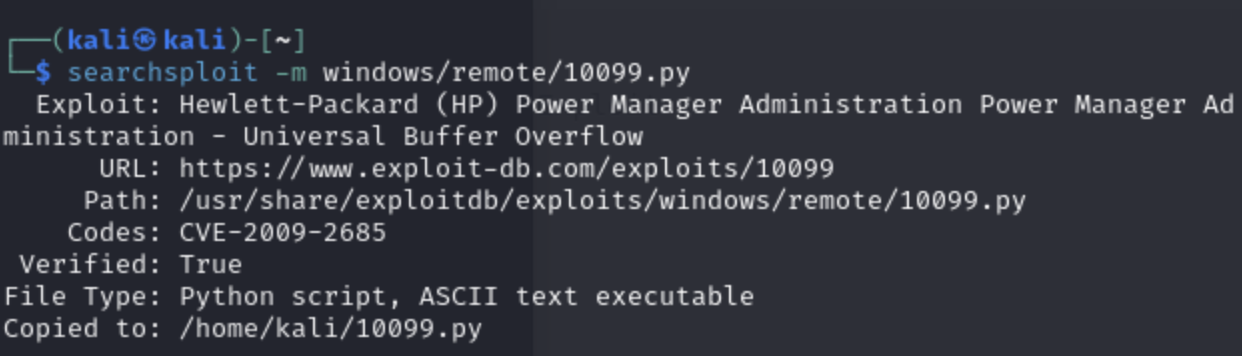 ┌──(kali㉿kali)-[~]
└─$ searchsploit -m windows/remote/10099.py
  Exploit: Hewlett-Packard (HP) Power Manager Administration Power Manager Ad
ministration - Universal Buffer Overflow
      URL: https://www.exploit-db.com/exploits/10099
     Path: /usr/share/exploitdb/exploits/windows/remote/10099.py
    Codes: CVE-2009-2685
 Verified: True
File Type: Python script, ASCII text executable
Copied to: /home/kali/10099.py